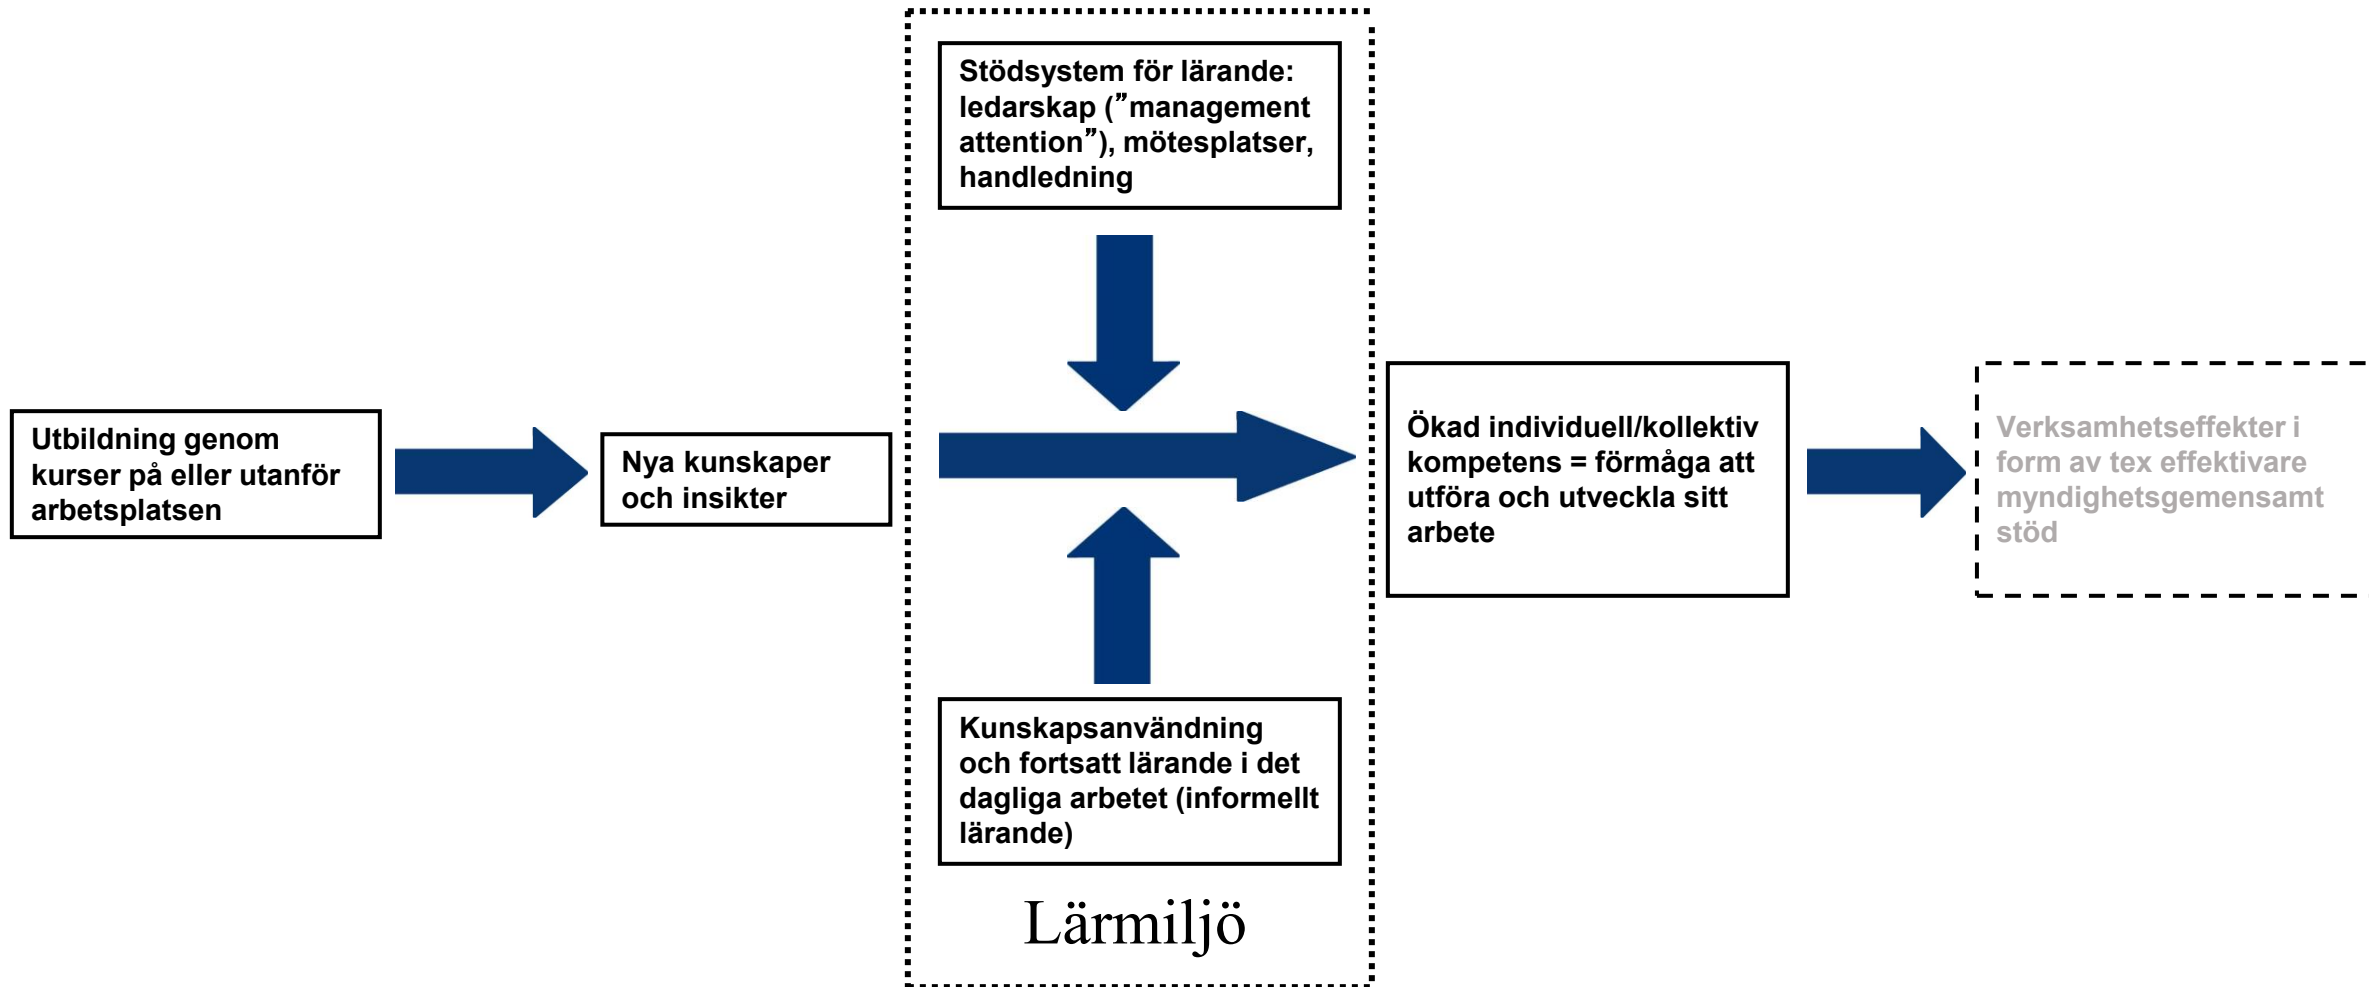 Utbildning genom
kurser på eller utanför
arbetsplatsen
Nya kunskaper
och insikter
Stödsystem för lärande:
ledarskap (”management
attention”), mötesplatser,
handledning
Kunskapsanvändning
och fortsatt lärande i det
dagliga arbetet (informellt
lärande)
Lärmiljö
Ökad individuell/kollektiv
kompetens = förmåga att
utföra och utveckla sitt
arbete
Verksamhetseffekter i
form av tex effektivare
myndighetsgemensamt
stöd